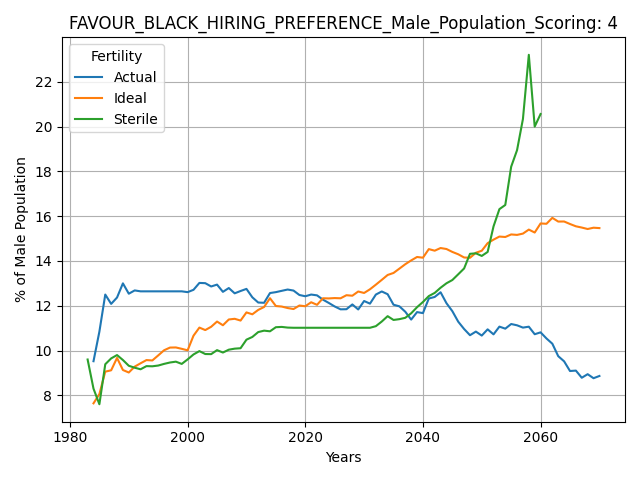 FAVOUR_BLACK_HIRING_PREFERENCE_Male_Population_Scoring: 4
Fertility
Actual
Ideal
Sterile
% of Male Population
22
20
18
16
14
12
10
8
1980
2000
2020
2040
2060
Years